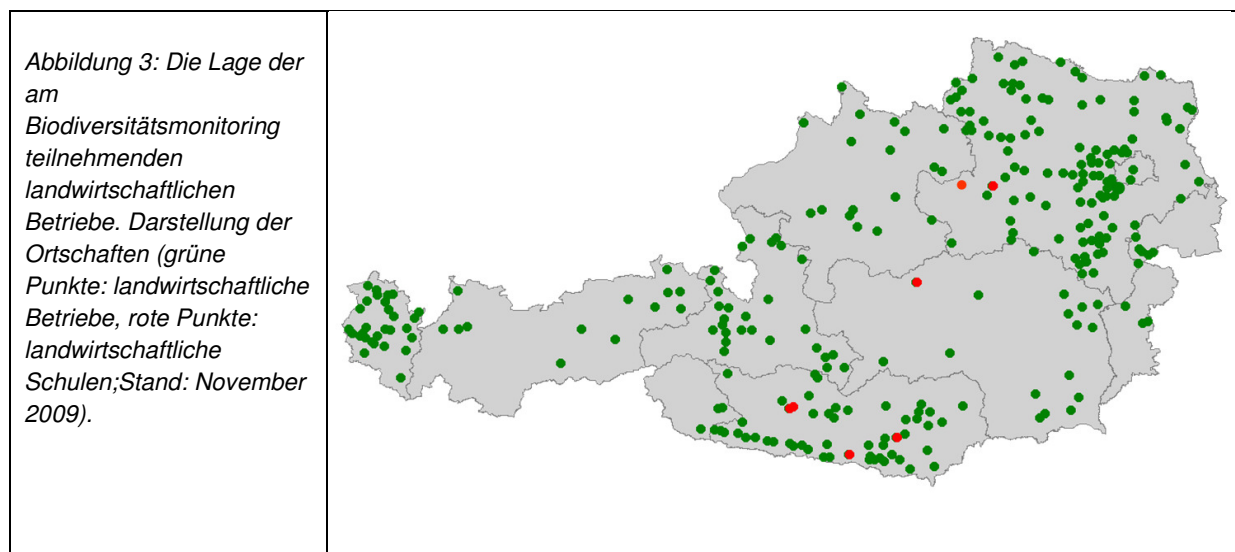 Abbildung 3: Die Lage der
am
Biodiversitätsmonitoring
teilnehmenden
landwirtschaftlichen
Betriebe. Darstellung der
Ortschaften (grüne
Punkte: landwirtschaftliche
Betriebe, rote Punkte:
landwirtschaftliche
Schulen;Stand: November
2009).